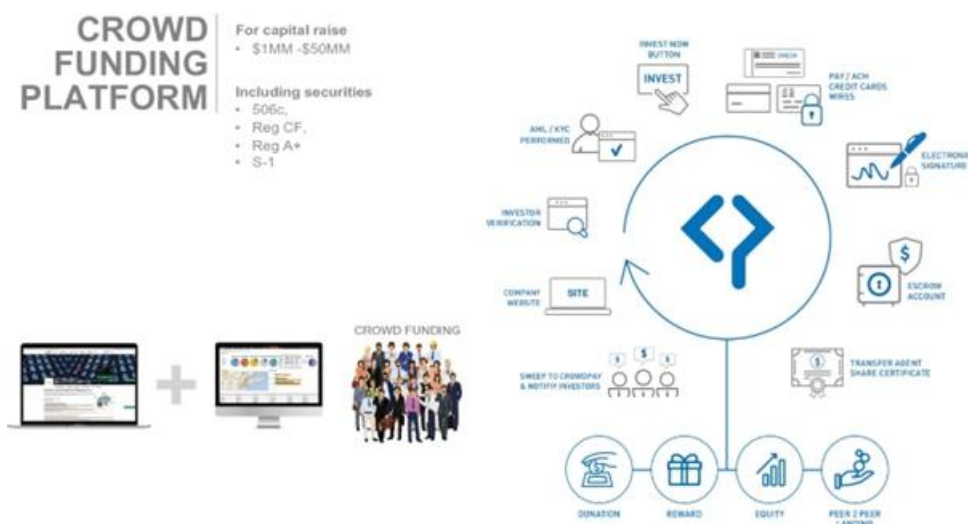 CROWD
FUNDING
PLATFORM
For capital raise
• $1MM -$50MM
Including securities
• 506c,
• Reg CF,
• Reg A+
• S-1
CROWD FUNDING
INVEST NOW
BUTTON
INVEST
PAY / ACH
CREDIT CARDS
WIRES
AML / KYC
PERFORMED
ELECTRONIC
SIGNATURE
INVESTOR
VERIFICATION
COMPANY
WEBSITE
SITE
ESCROW
ACCOUNT
SWEEP TO CROWDPAY
& NOTIFIY INVESTORS
TRANSFER AGENT
SHARE CERTIFICATE
DONATION
REWARD
EQUITY
PEER 2 PEER